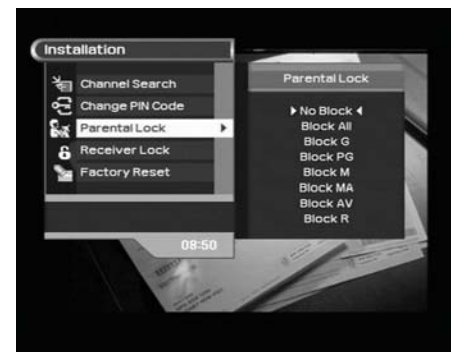 Installation
Channel Search
Change PIN Code
Parental Lock
Receiver Lock
Factory Reset
08:50
Parental Lock
No Block
Block All
Block G
Block PG
Block M
Block MA
Block AV
Block R